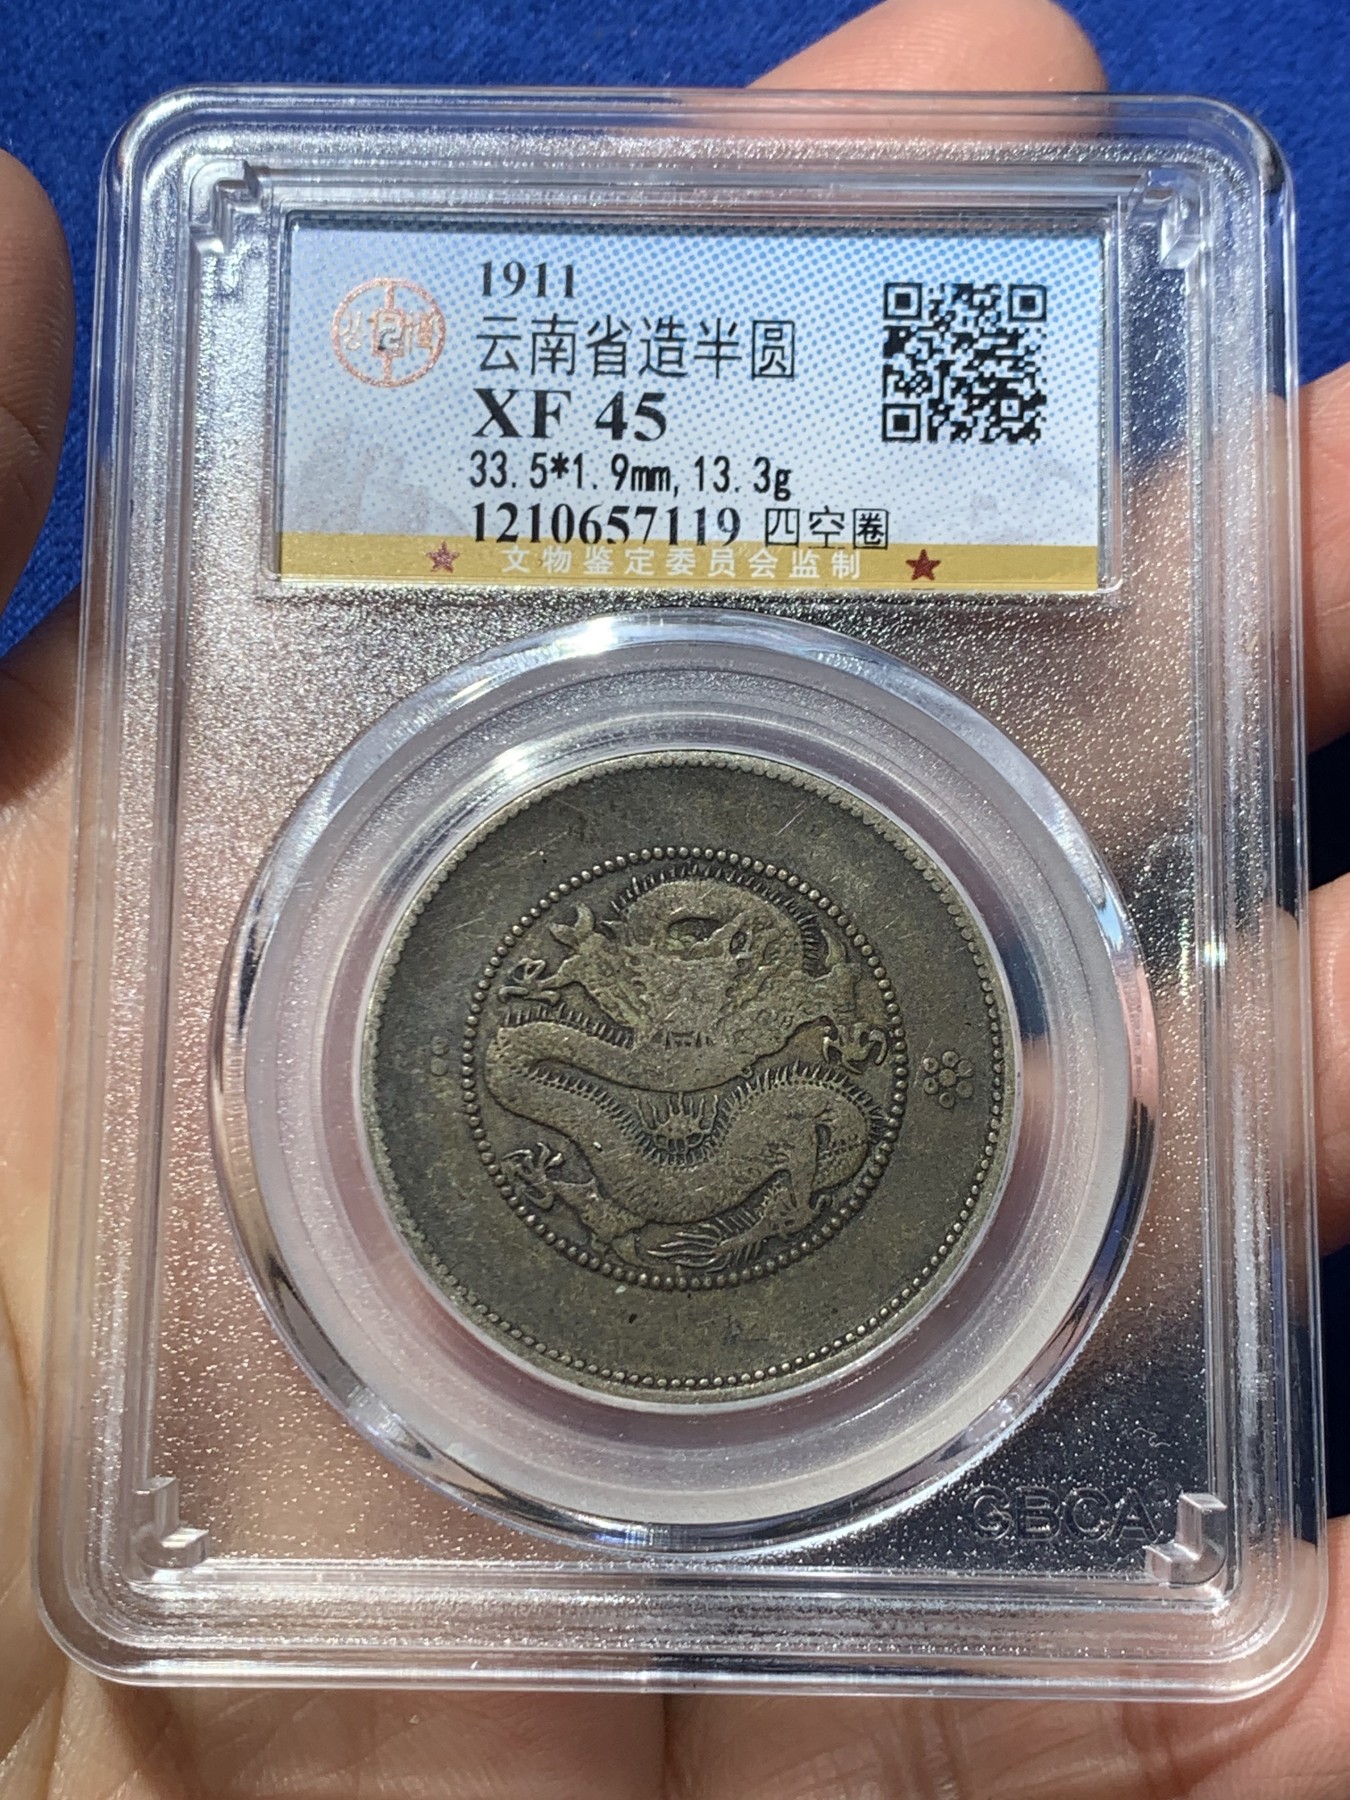 1911
云南省造半圆
XF 45
33.5*1.9mm,13.3g
1210657119 四空圈
文物鉴定委员会监制
GBCA